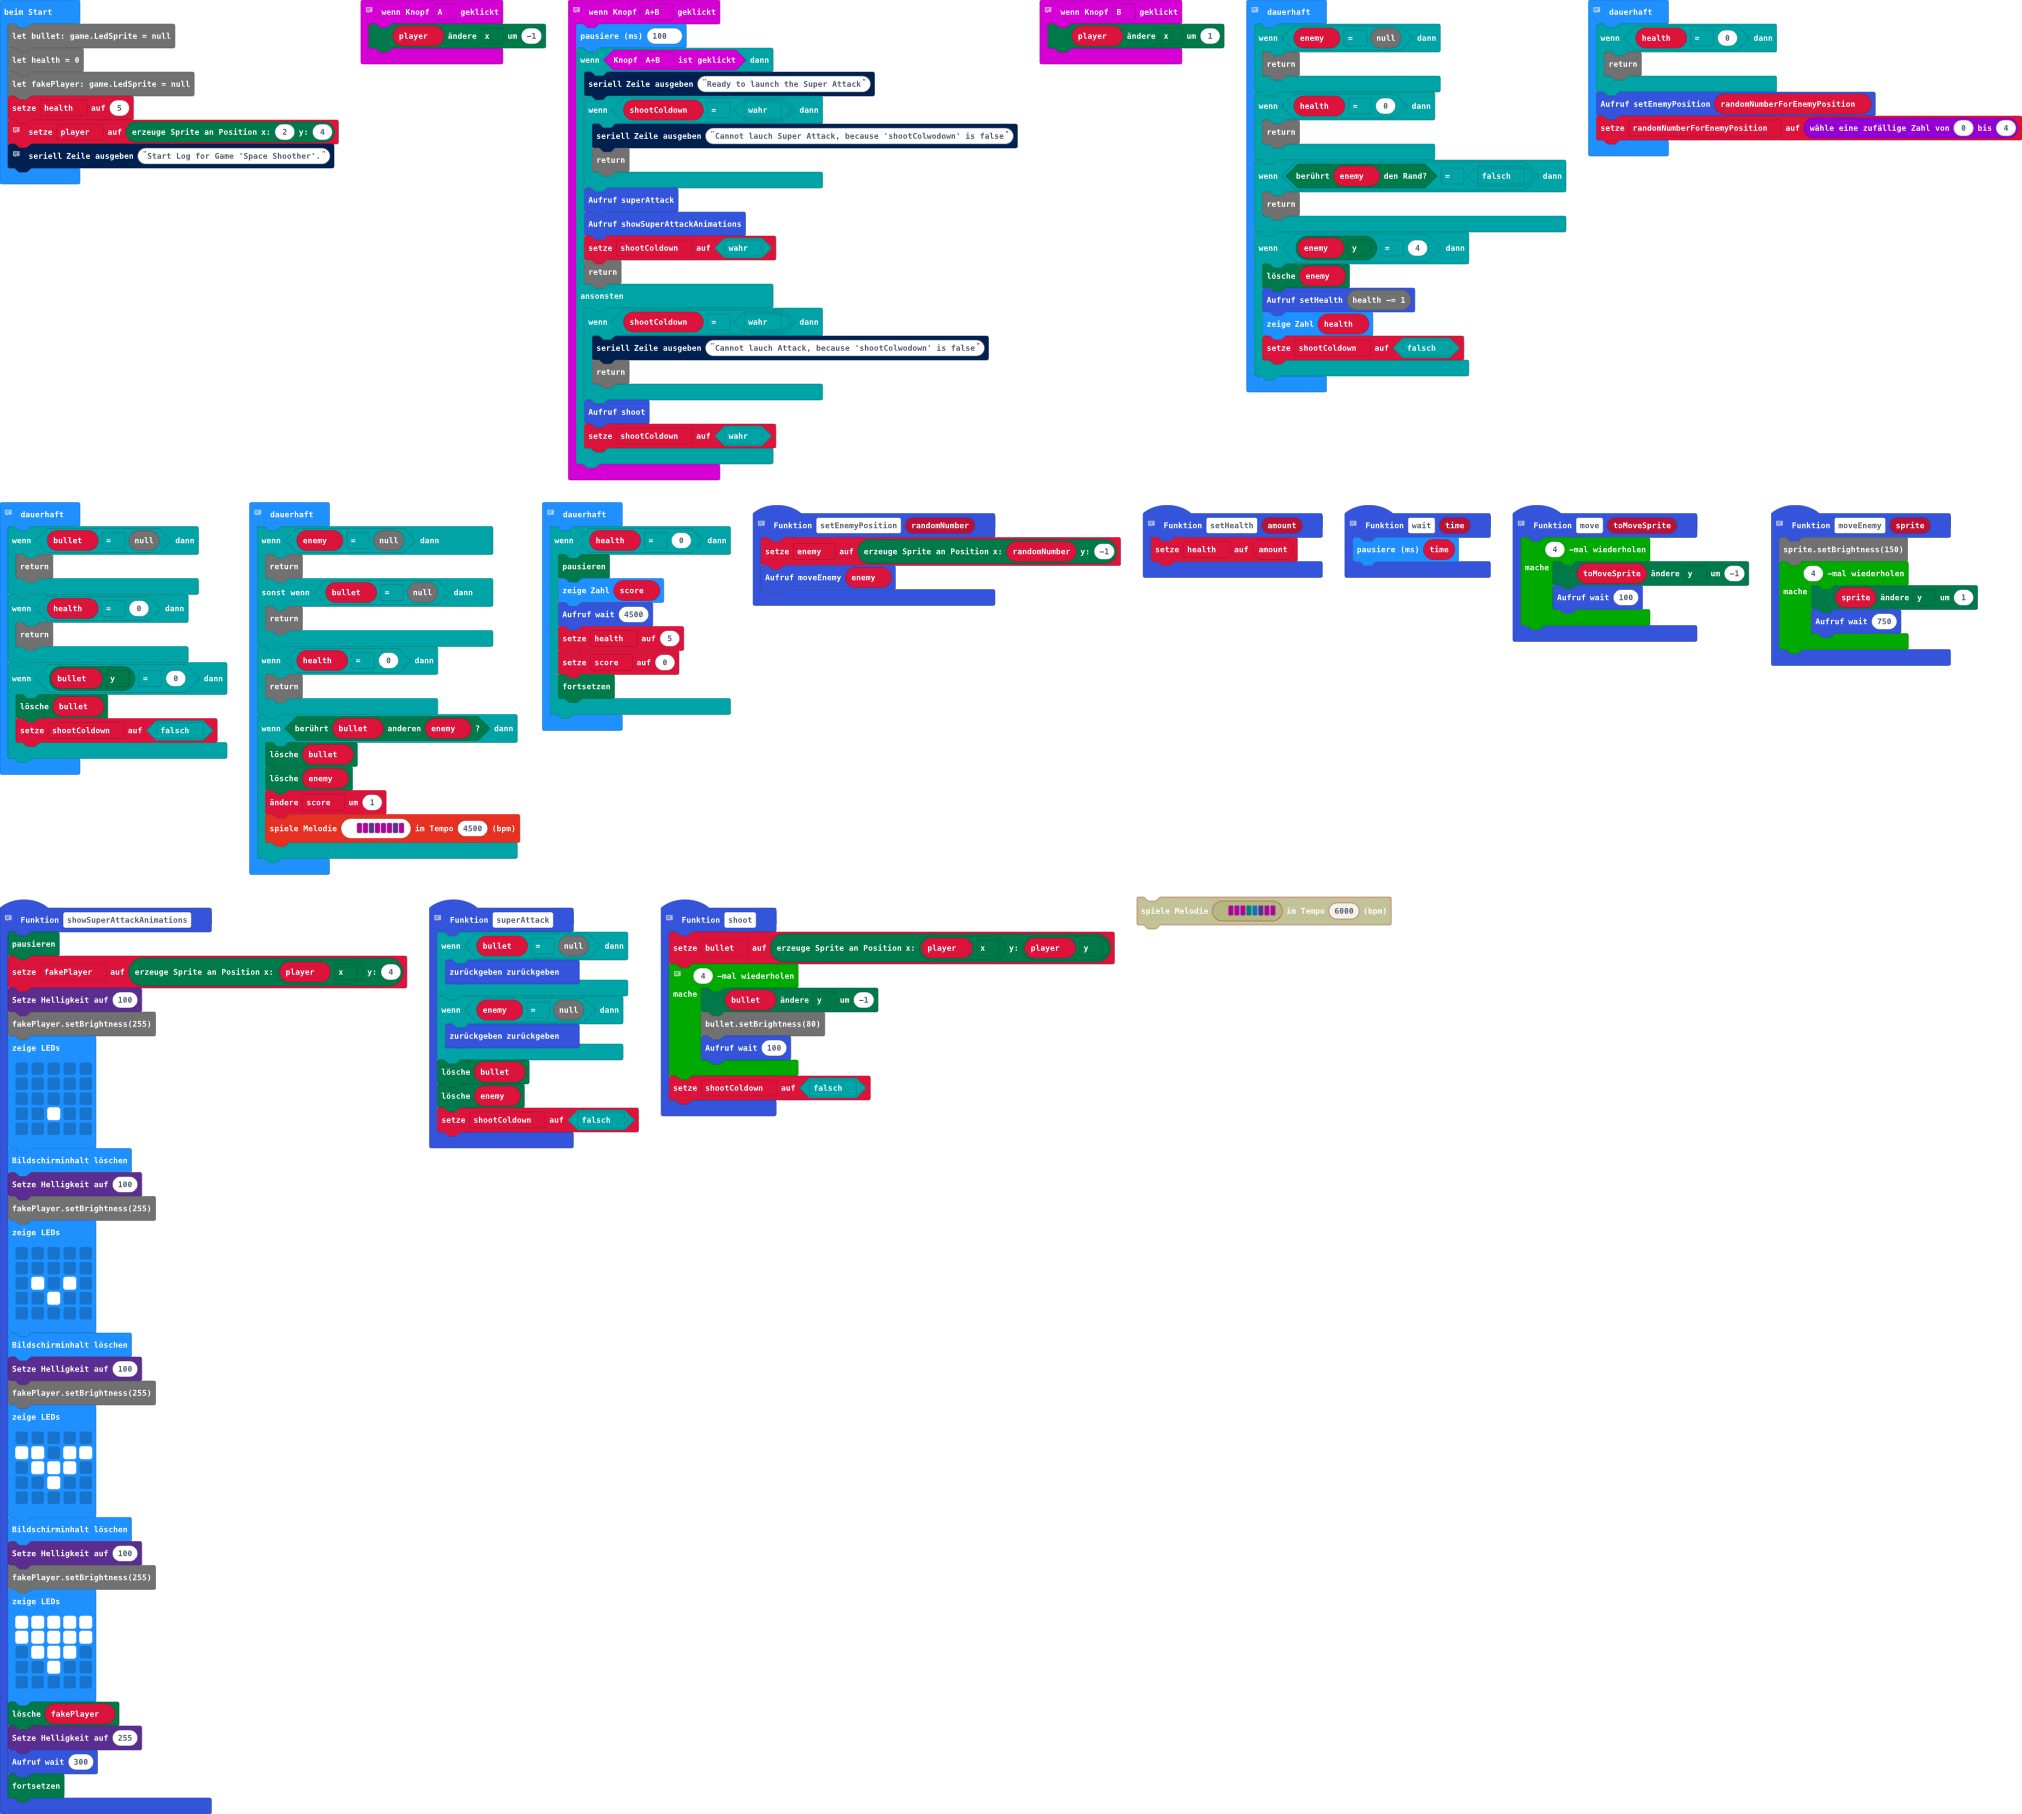 beim Start
let bullet: game.LedSprite = null
let health = 0
let fakePlayer: game.LedSprite = null
setze health auf 5
setze player auf erzeuge Sprite an Position x: 2 y: 4
seriell Zeile ausgeben "Start Log for Game 'Space Shoother'."
wenn Knopf A geklickt
player ändere x um -1
wenn Knopf A+B geklickt
pausiere (ms) 100
wenn Knopf A+B ist geklickt dann
seriell Zeile ausgeben "Ready to launch the Super Attack"
wenn shootColdown = wahr dann
seriell Zeile ausgeben "Cannot lauch Super Attack, because 'shootColwodown' is false"
return
Aufruf superAttack
Aufruf showSuperAttackAnimations
setze shootColdown auf wahr
return
ansonsten
wenn shootColdown = wahr dann
seriell Zeile ausgeben "Cannot lauch Attack, because 'shootColwodown' is false"
return
Aufruf shoot
setze shootColdown auf wahr
wenn Knopf B geklickt
player ändere x um 1
dauerhaft
wenn enemy = null dann
return
wenn health = 0 dann
return
wenn berührt enemy den Rand? = falsch dann
return
wenn enemy y = 4 dann
lösche enemy
Aufruf setHealth health -= 1
zeige Zahl health
setze shootColdown auf falsch
dauerhaft
wenn health = 0 dann
return
Aufruf setEnemyPosition randomNumberForEnemyPosition
setze randomNumberForEnemyPosition auf wähle eine zufällige Zahl von 0 bis 4
dauerhaft
wenn bullet = null dann
return
wenn health = 0 dann
return
wenn bullet y = 0 dann
lösche bullet
setze shootColdown auf falsch
dauerhaft
wenn enemy = null dann
return
sonst wenn bullet = null dann
return
wenn health = 0 dann
return
wenn berührt bullet anderen enemy ? dann
lösche bullet
lösche enemy
ändere score um 1
spiele Melodie im Tempo 4500 (bpm)
dauerhaft
wenn health = 0 dann
pausieren
zeige Zahl score
Aufruf wait 4500
setze health auf 5
setze score auf 0
fortsetzen
Funktion setEnemyPosition randomNumber
setze enemy auf erzeuge Sprite an Position x: randomNumber y: -1
Aufruf moveEnemy enemy
Funktion setHealth amount
setze health auf amount
Funktion wait time
pausiere (ms) time
Funktion move toMoveSprite
4 -mal wiederholen
mache toMoveSprite ändere y um -1
Aufruf wait 100
Funktion moveEnemy sprite
sprite.setBrightness(150)
4 -mal wiederholen
mache sprite ändere y um 1
Aufruf wait 750
Funktion showSuperAttackAnimations
pausieren
setze fakePlayer auf erzeuge Sprite an Position x: player x y: 4
Setze Helligkeit auf 100
fakePlayer.setBrightness(255)
zeige LEDs
Bildschirminhalt löschen
Setze Helligkeit auf 100
fakePlayer.setBrightness(255)
zeige LEDs
Bildschirminhalt löschen
Setze Helligkeit auf 100
fakePlayer.setBrightness(255)
zeige LEDs
Bildschirminhalt löschen
Setze Helligkeit auf 100
fakePlayer.setBrightness(255)
zeige LEDs
lösche fakePlayer
Setze Helligkeit auf 255
Aufruf wait 300
fortsetzen
Funktion superAttack
wenn bullet = null dann
zurückgeben zurückgeben
wenn enemy = null dann
zurückgeben zurückgeben
lösche bullet
lösche enemy
setze shootColdown auf falsch
Funktion shoot
setze bullet auf erzeuge Sprite an Position x: player x y: player y
4 -mal wiederholen
mache bullet ändere y um -1
bullet.setBrightness(80)
Aufruf wait 100
setze shootColdown auf falsch
spiele Melodie im Tempo 6000 (bpm)